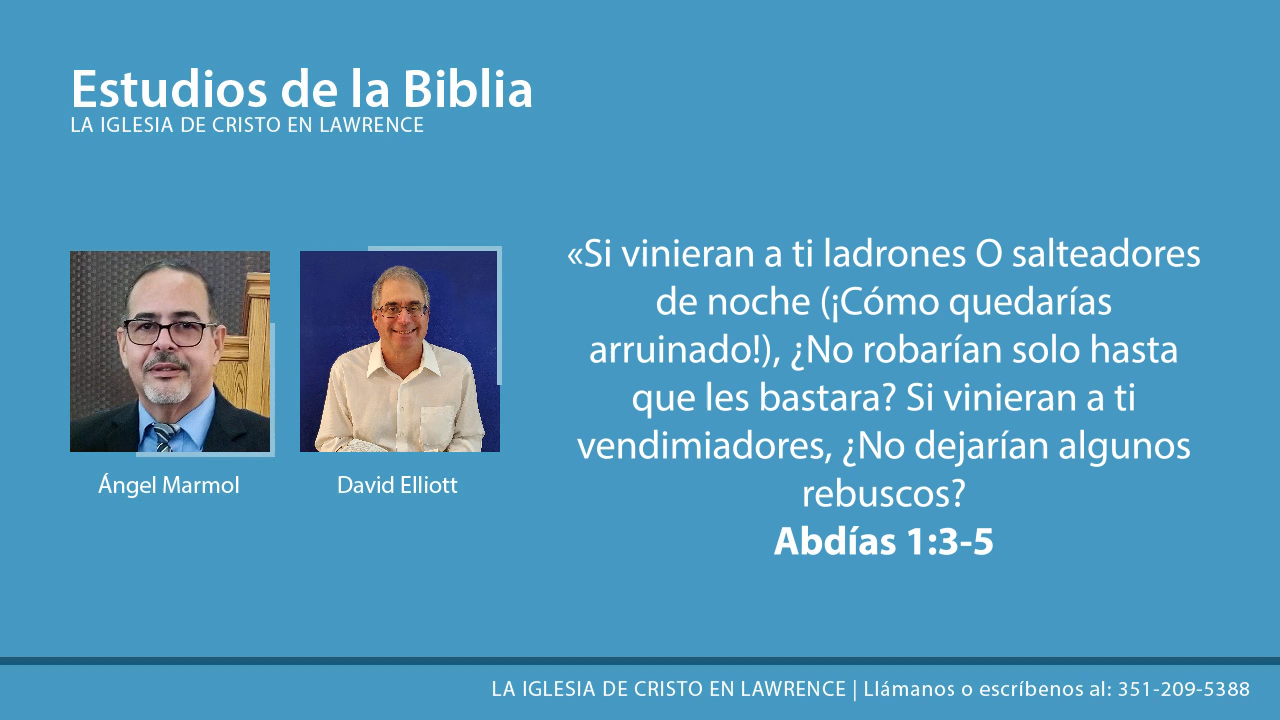 Estudios de la Biblia
LA IGLESIA DE CRISTO EN LAWRENCE
«Si vinieran a ti ladrones O salteadores
de noche (¡Cómo quedarías
arruinado!), ¿No robarían solo hasta
que les bastara? Si vinieran a ti
vendimiadores, ¿No dejarían algunos
rebuscos?
Abdías 1:3-5
Ángel Marmol
David Elliott
LA IGLESIA DE CRISTO EN LAWRENCE | Llámanos o escríbenos al: 351-209-5388